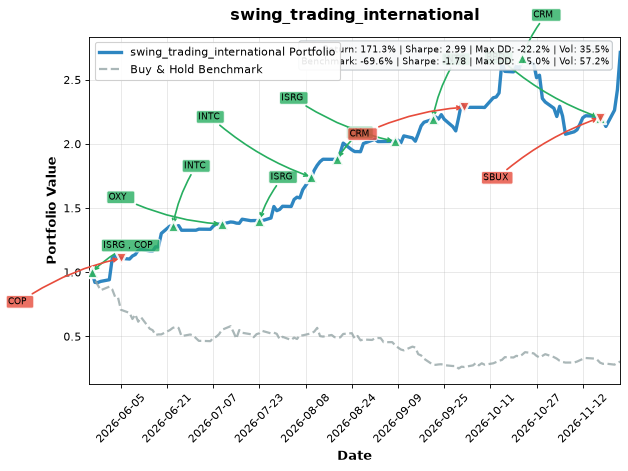 swing_trading_international
CRM
swing_trading_international Portfolio
Buy & Hold Benchmark
urn: 171.3% | Sharpe: 2.99 | Max DD: -22.2% | Vol: 35.5%
Benchmark: -69.6% | Sharpe: -1.78 | Max DD: 5.0% | Vol: 57.2%
ISRG
INTC
CRM
INTC
ISRG
SBUX
OXY
ISRG , COP
COP
Portfolio Value
2.5
2.0
1.5
1.0
0.5
2026-06-05
2026-06-21
2026-07-07
2026-07-23
2026-08-08
2026-08-24
2026-09-09
2026-09-25
2026-10-11
2026-10-27
2026-11-12
Date